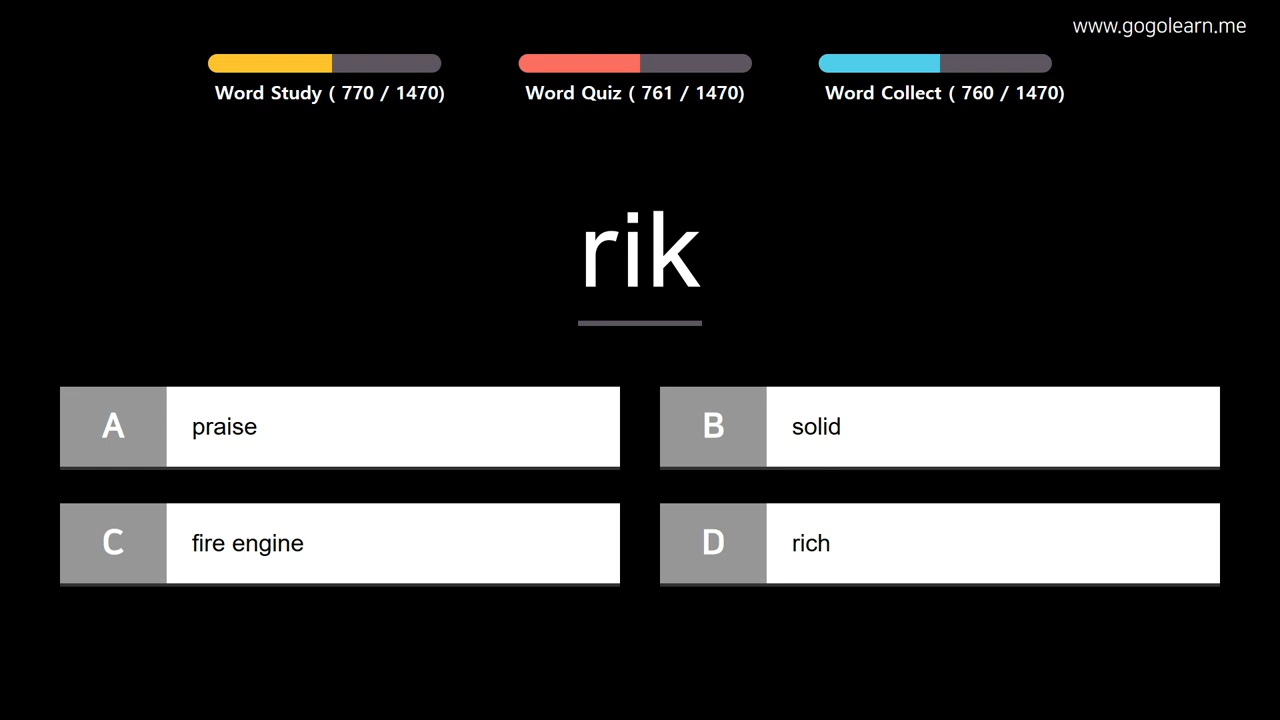 www.gogolearn.me
Word Study ( 770 / 1470)
Word Quiz ( 761 / 1470)
Word Collect ( 760 / 1470)
rik
A praise
B solid
C fire engine
D rich